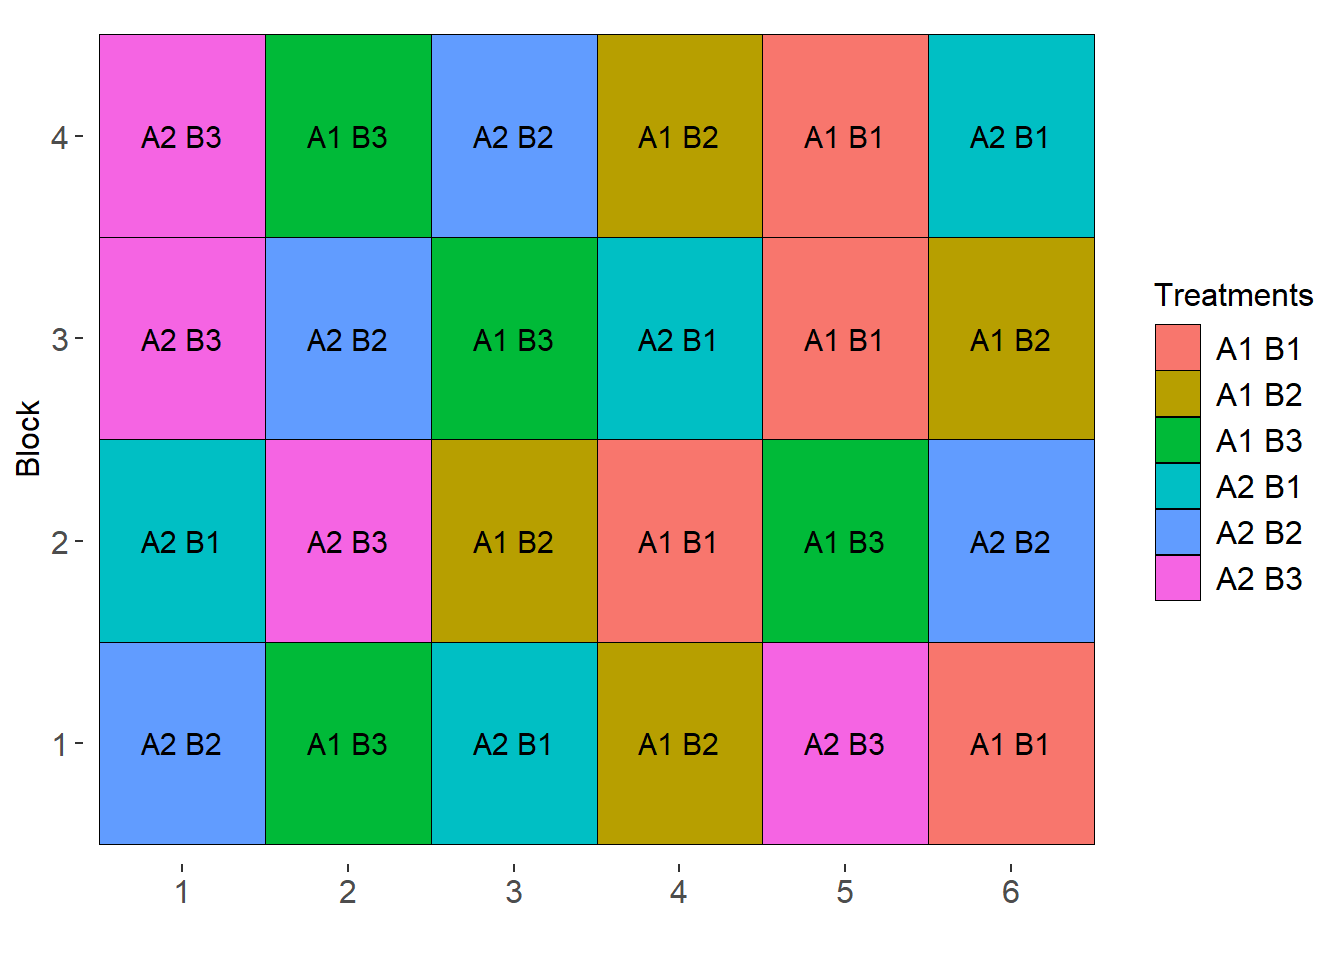 4 A2 B3 A1 B3 A2 B2 A1 B2 A1 B1 A2 B1
3 A2 B3 A2 B2 A1 B3 A2 B1 A1 B1 A1 B2
2 A2 B1 A2 B3 A1 B2 A1 B1 A1 B3 A2 B2
1 A2 B2 A1 B3 A2 B1 A1 B2 A2 B3 A1 B1
1 2 3 4 5 6
Block
Treatments
A1 B1
A1 B2
A1 B3
A2 B1
A2 B2
A2 B3